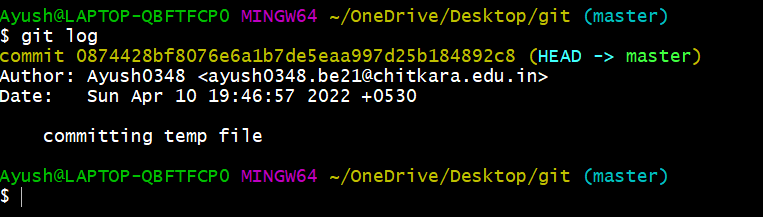 Ayush@LAPTOP-QBFTFCP0 MINGW64 ~/OneDrive/Desktop/git (master)
$ git log
commit 0874428bf8076e6a1b7de5eaa997d25b184892c8 (HEAD -> master)
Author: Ayush0348 <ayush0348.be21@chitkara.edu.in>
Date:   Sun Apr 10 19:46:57 2022 +0530
    committing temp file
Ayush@LAPTOP-QBFTFCP0 MINGW64 ~/OneDrive/Desktop/git (master)
$